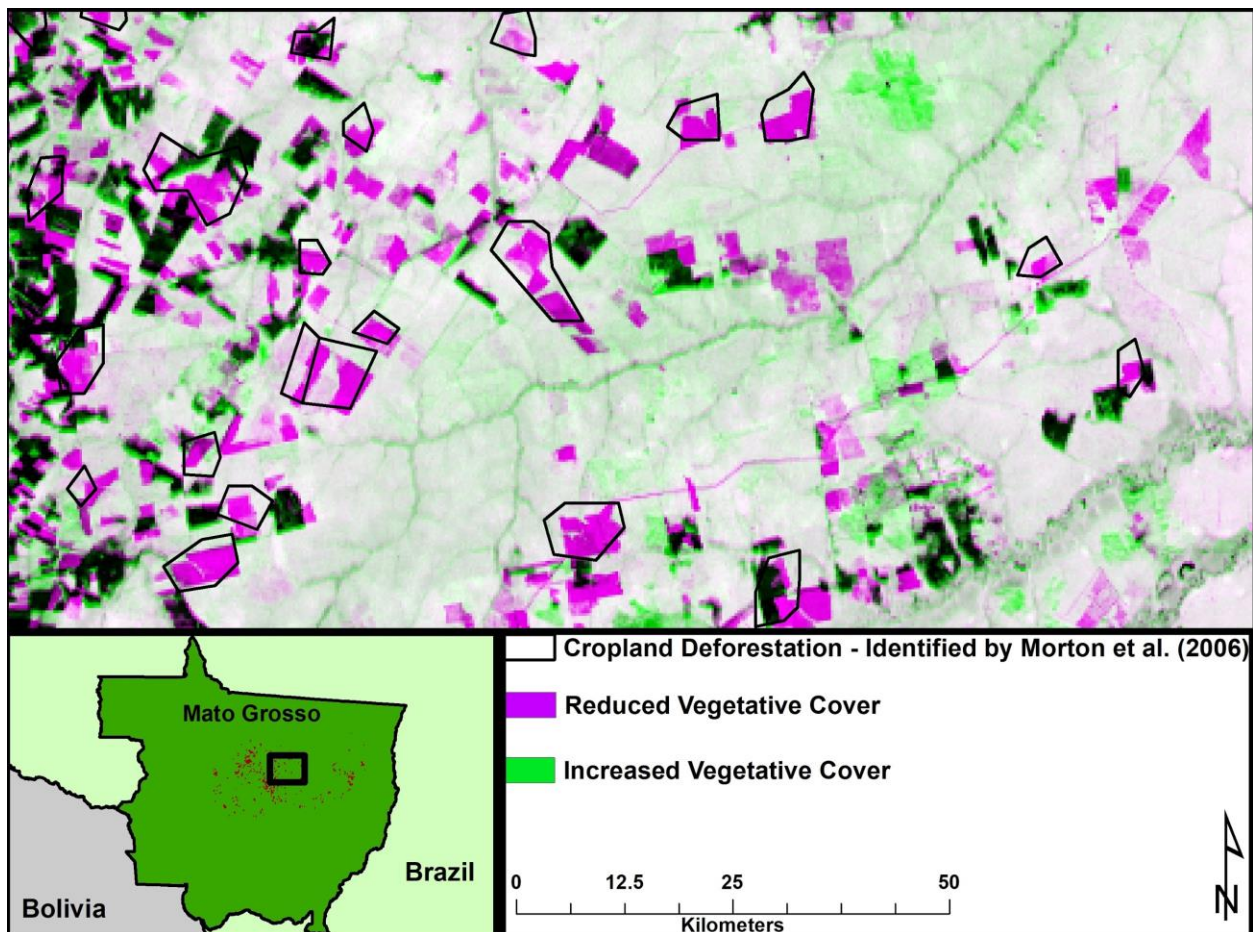 Mato Grosso
Brazil
Bolivia
Cropland Deforestation - Identified by Morton et al. (2006)
Reduced Vegetative Cover
Increased Vegetative Cover
0 12.5 25 50
Kilometers
N